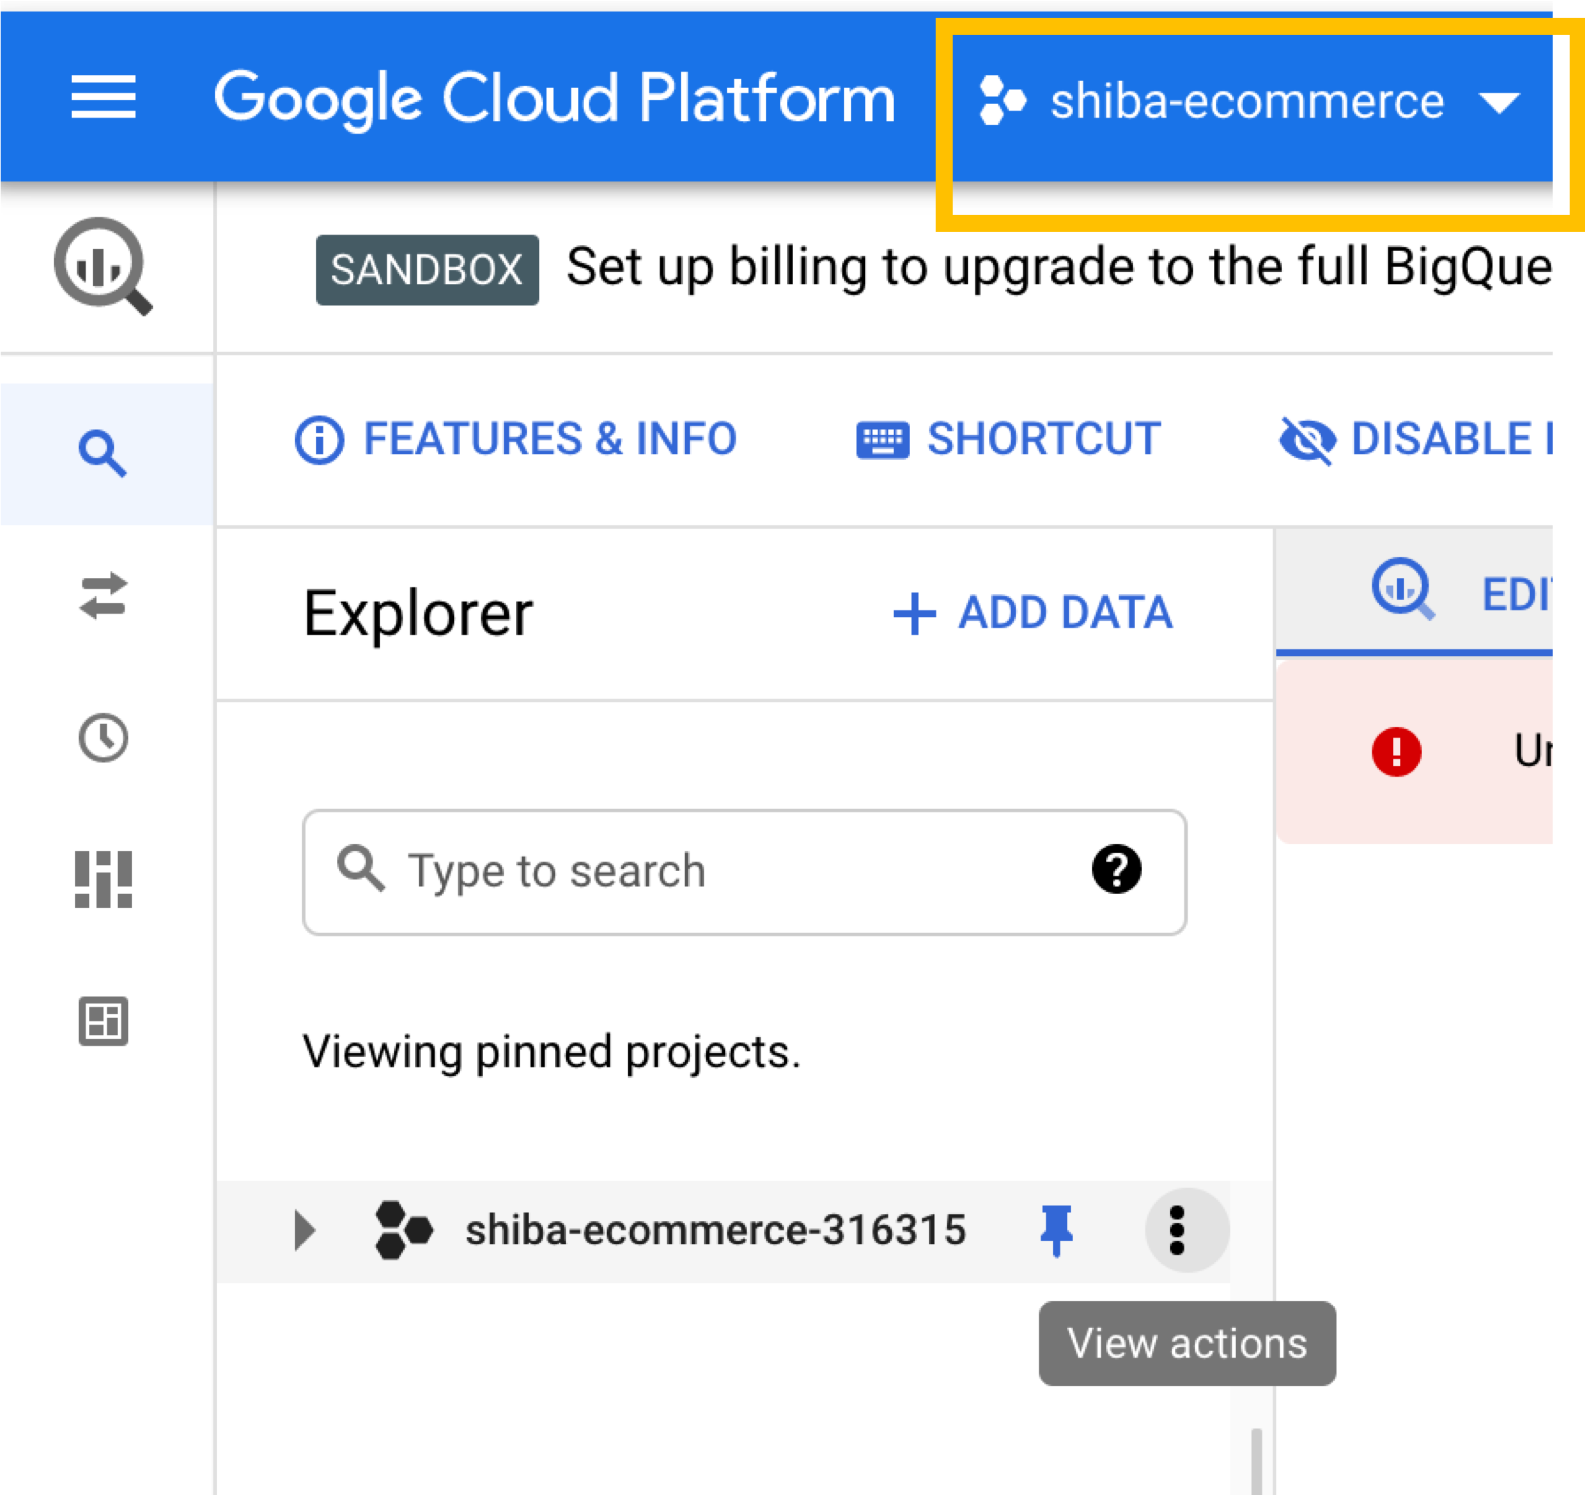 Google Cloud Platform
shiba-ecommerce
SANDBOX Set up billing to upgrade to the full BigQue
FEATURES & INFO
SHORTCUT
DISABLE
Explorer
ADD DATA
EDI
Type to search
Viewing pinned projects.
shiba-ecommerce-316315
View actions